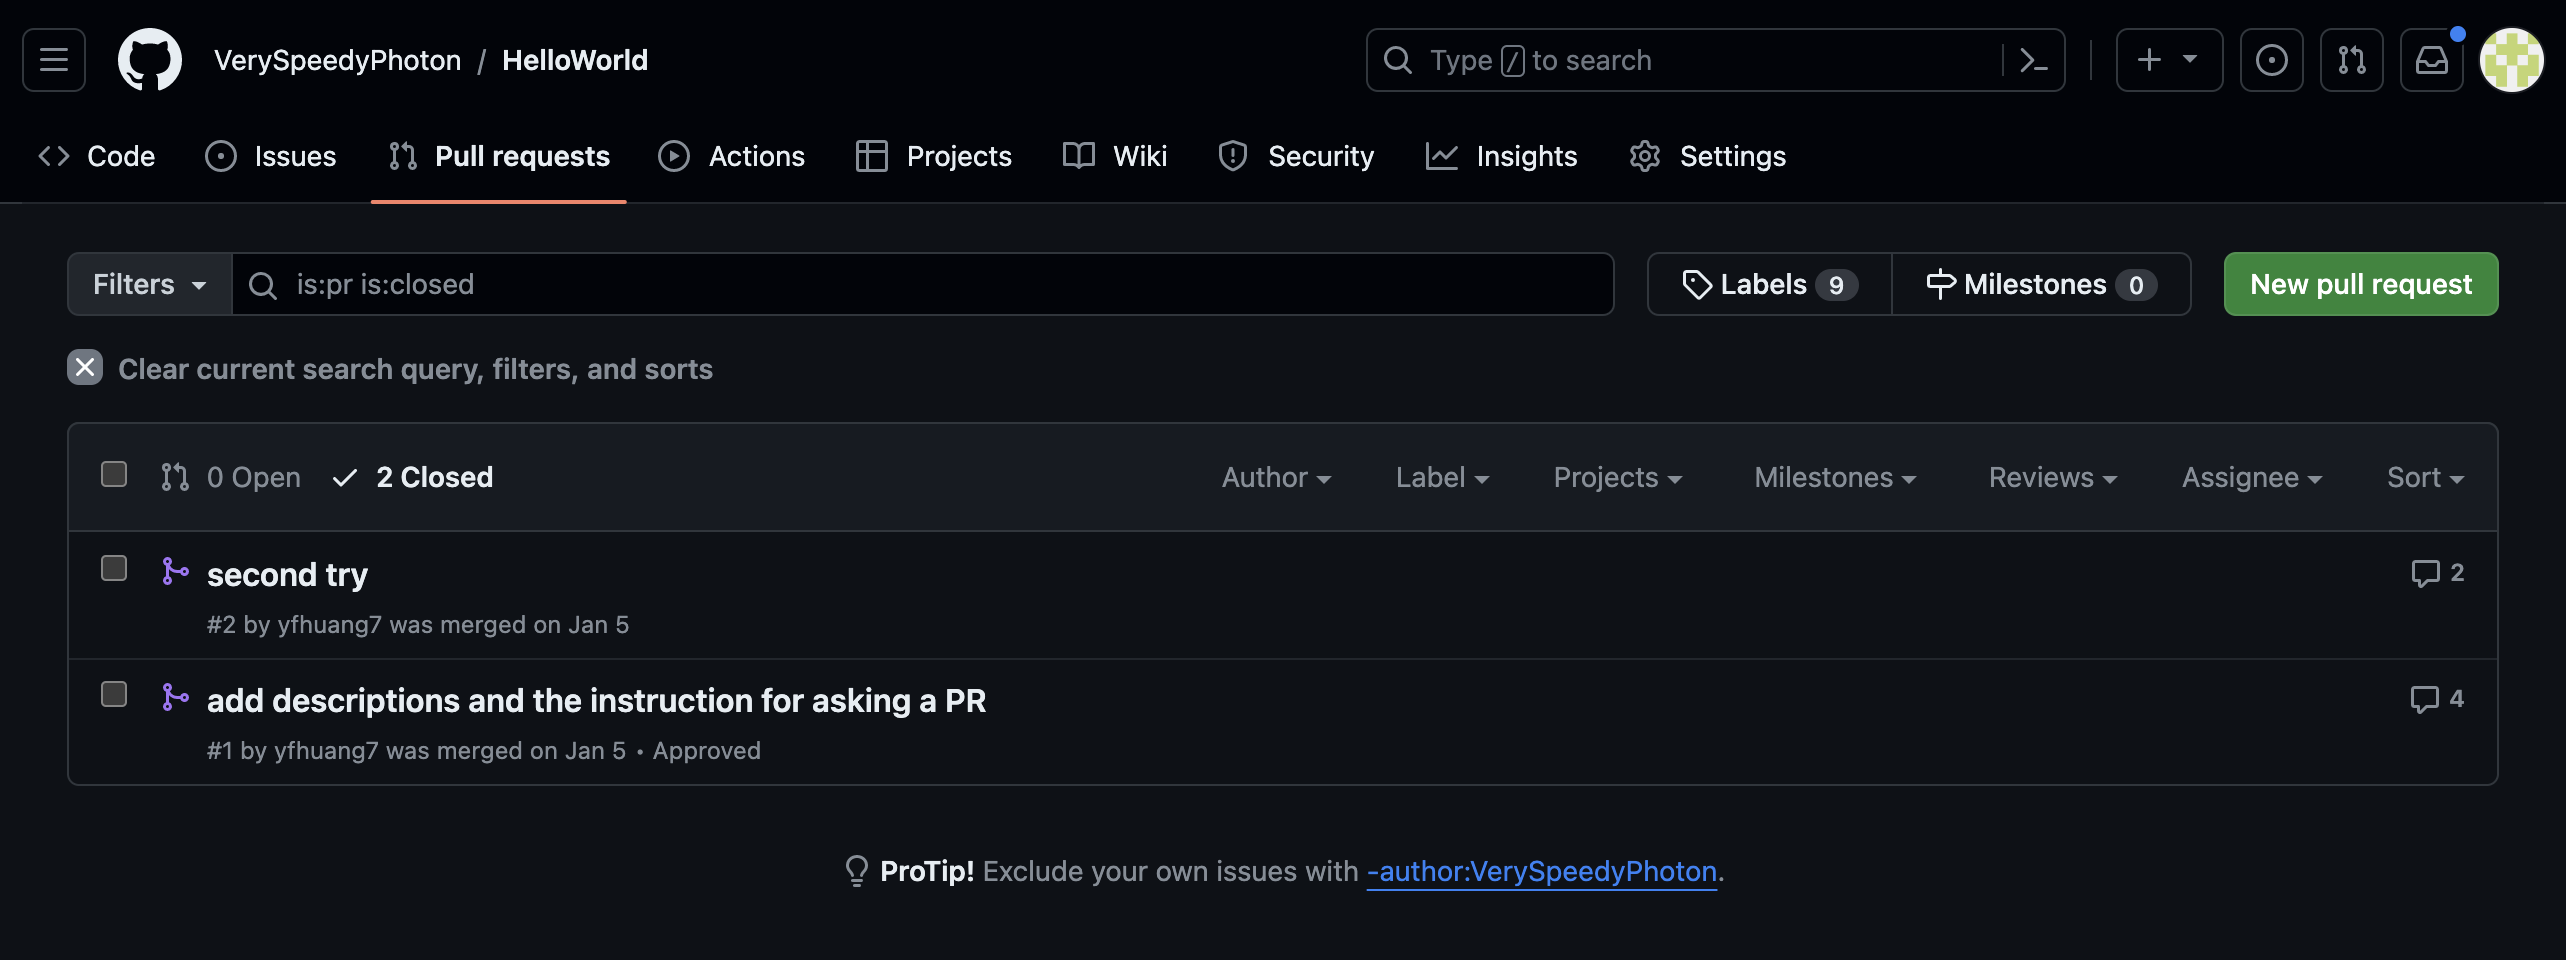 VerySpeedyPhoton / HelloWorld
Type / to search
Code Issues Pull requests Actions Projects Wiki Security Insights Settings
Filters is:pr is:closed Labels 9 Milestones 0 New pull request
Clear current search query, filters, and sorts
0 Open 2 Closed Author Label Projects Milestones Reviews Assignee Sort
second try 2
#2 by yfhuang7 was merged on Jan 5
add descriptions and the instruction for asking a PR 4
#1 by yfhuang7 was merged on Jan 5 • Approved
ProTip! Exclude your own issues with -author:VerySpeedyPhoton.